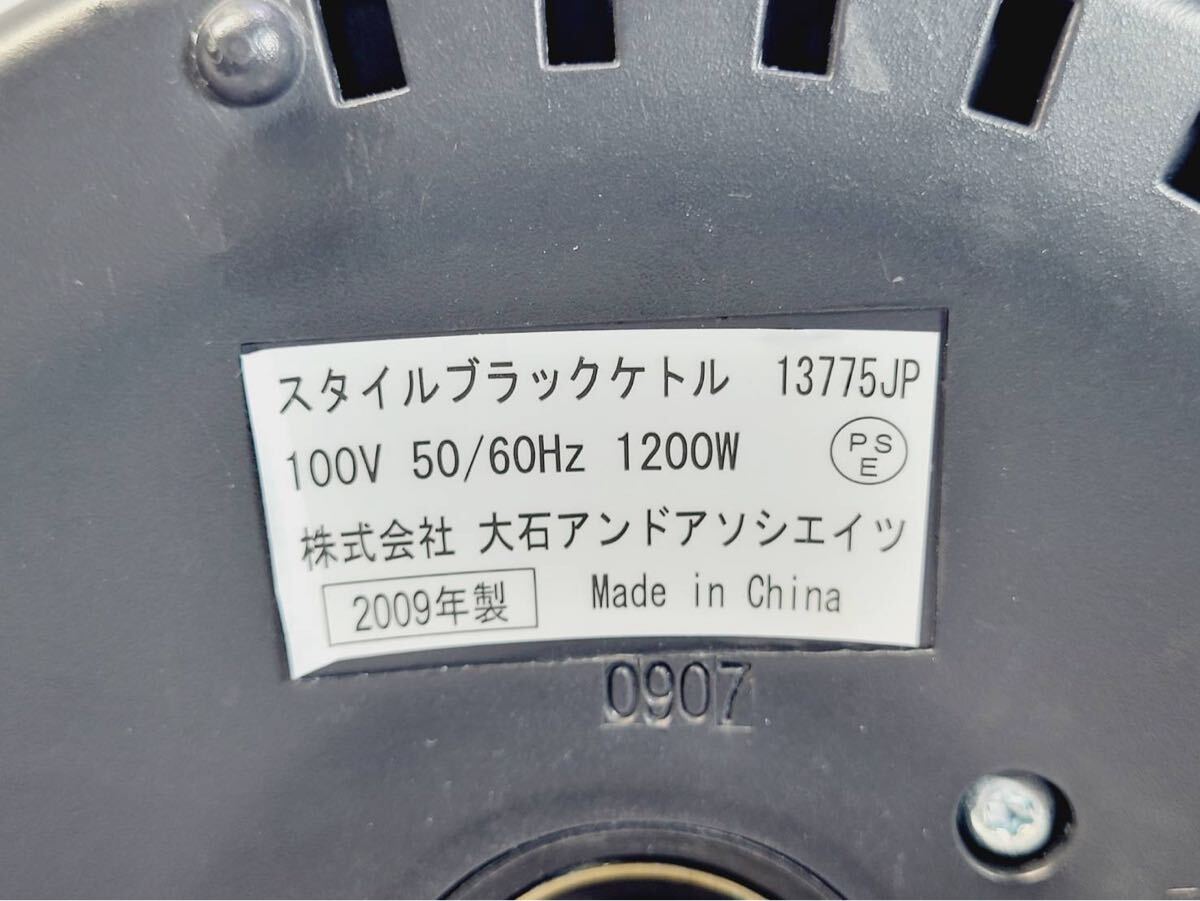 スタイルブラックケトル 13775JP
100V 50/60Hz 1200W PSE
株式会社 大石アンドアソシエイツ
2009年製 Made in China
0907